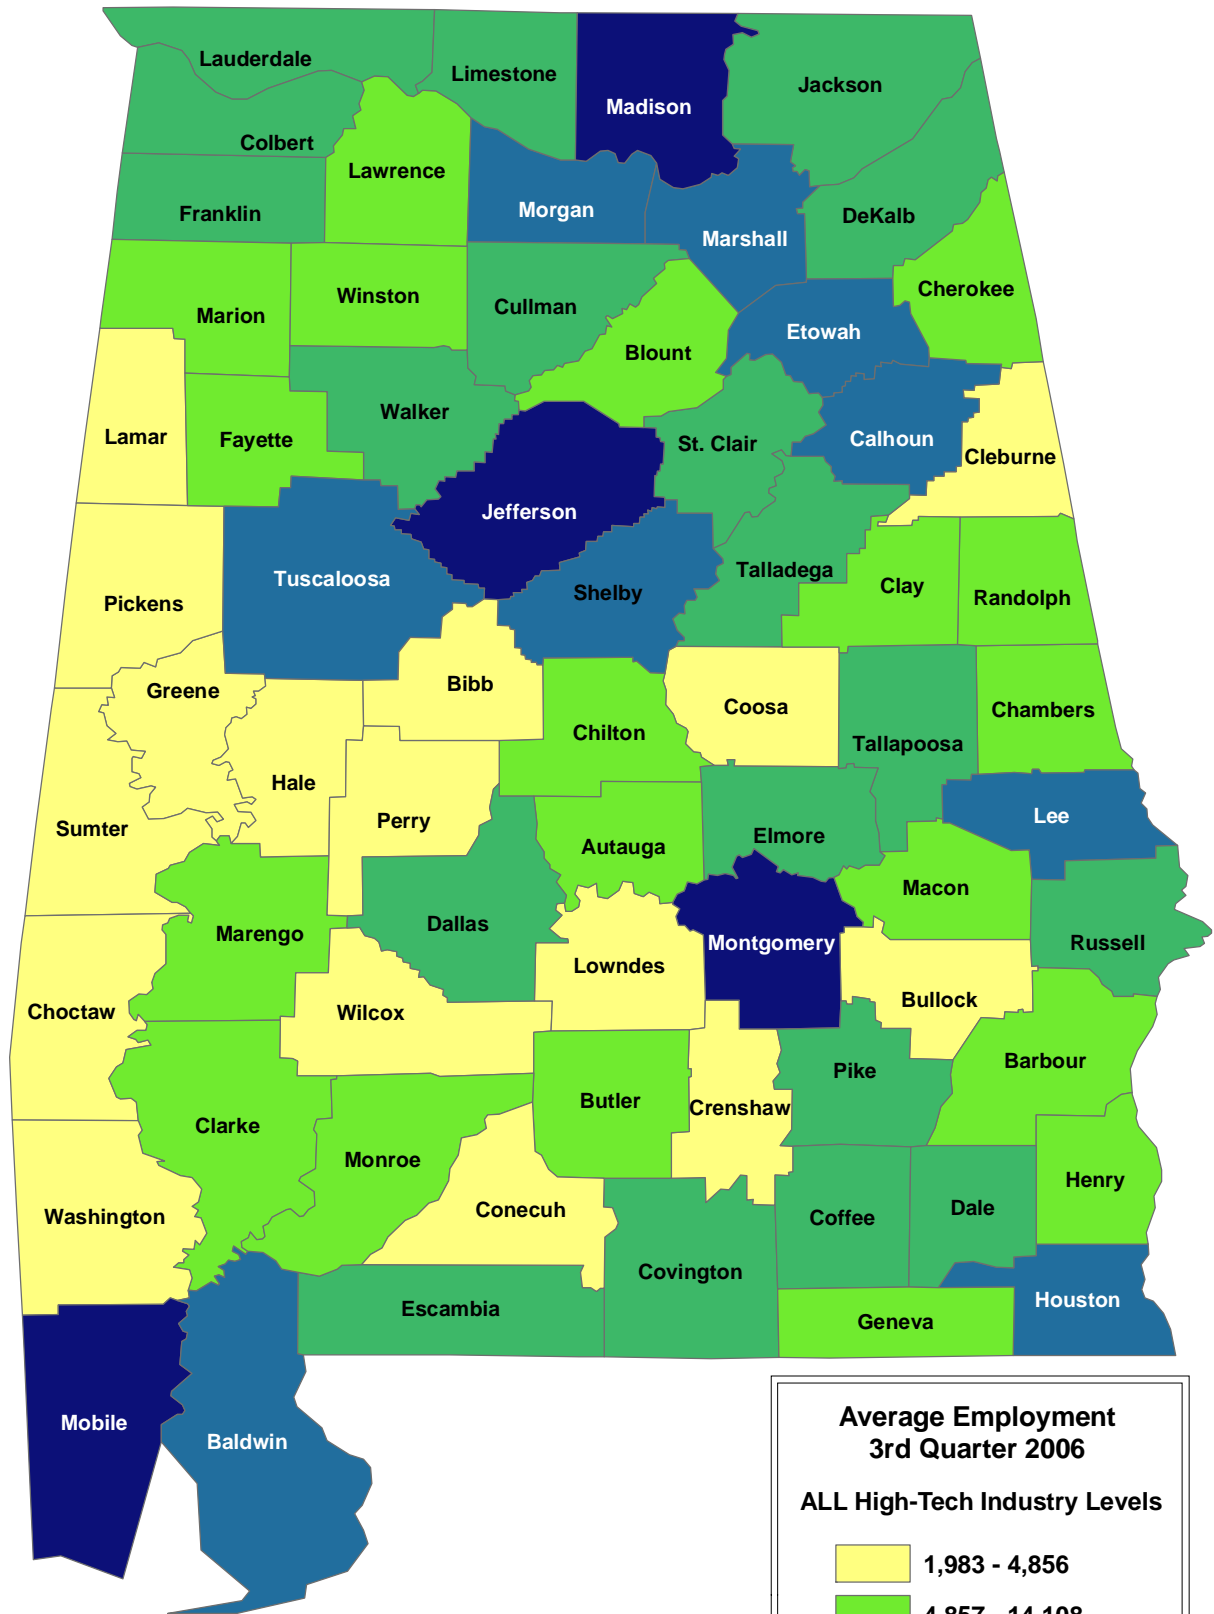 Lauderdale
Limestone
Madison
Jackson
Colbert
Lawrence
Franklin
Morgan
Marshall
DeKalb
Marion
Winston
Cullman
Blount
Etowah
Cherokee
Lamar
Fayette
Walker
St. Clair
Calhoun
Cleburne
Jefferson
Pickens
Tuscaloosa
Shelby
Talladega
Clay
Randolph
Greene
Bibb
Chilton
Coosa
Tallapoosa
Chambers
Sumter
Hale
Perry
Autauga
Elmore
Lee
Macon
Marengo
Dallas
Lowndes
Montgomery
Russell
Choctaw
Wilcox
Bullock
Barbour
Clarke
Monroe
Butler
Crenshaw
Pike
Henry
Washington
Conecuh
Coffee
Dale
Escambia
Covington
Geneva
Houston
Mobile
Baldwin
Average Employment
3rd Quarter 2006
ALL High-Tech Industry Levels
1,983 - 4,856
4,857 - 14,108